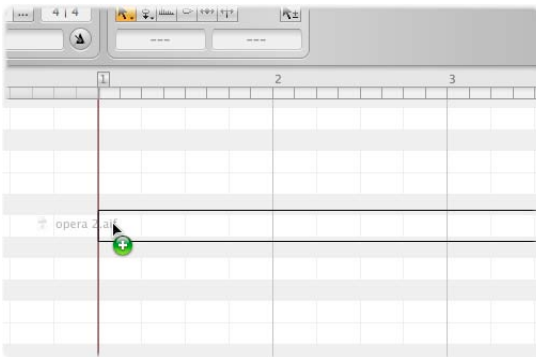 ... 4 | 4
--- ---
1 2 3
opera 2.aif